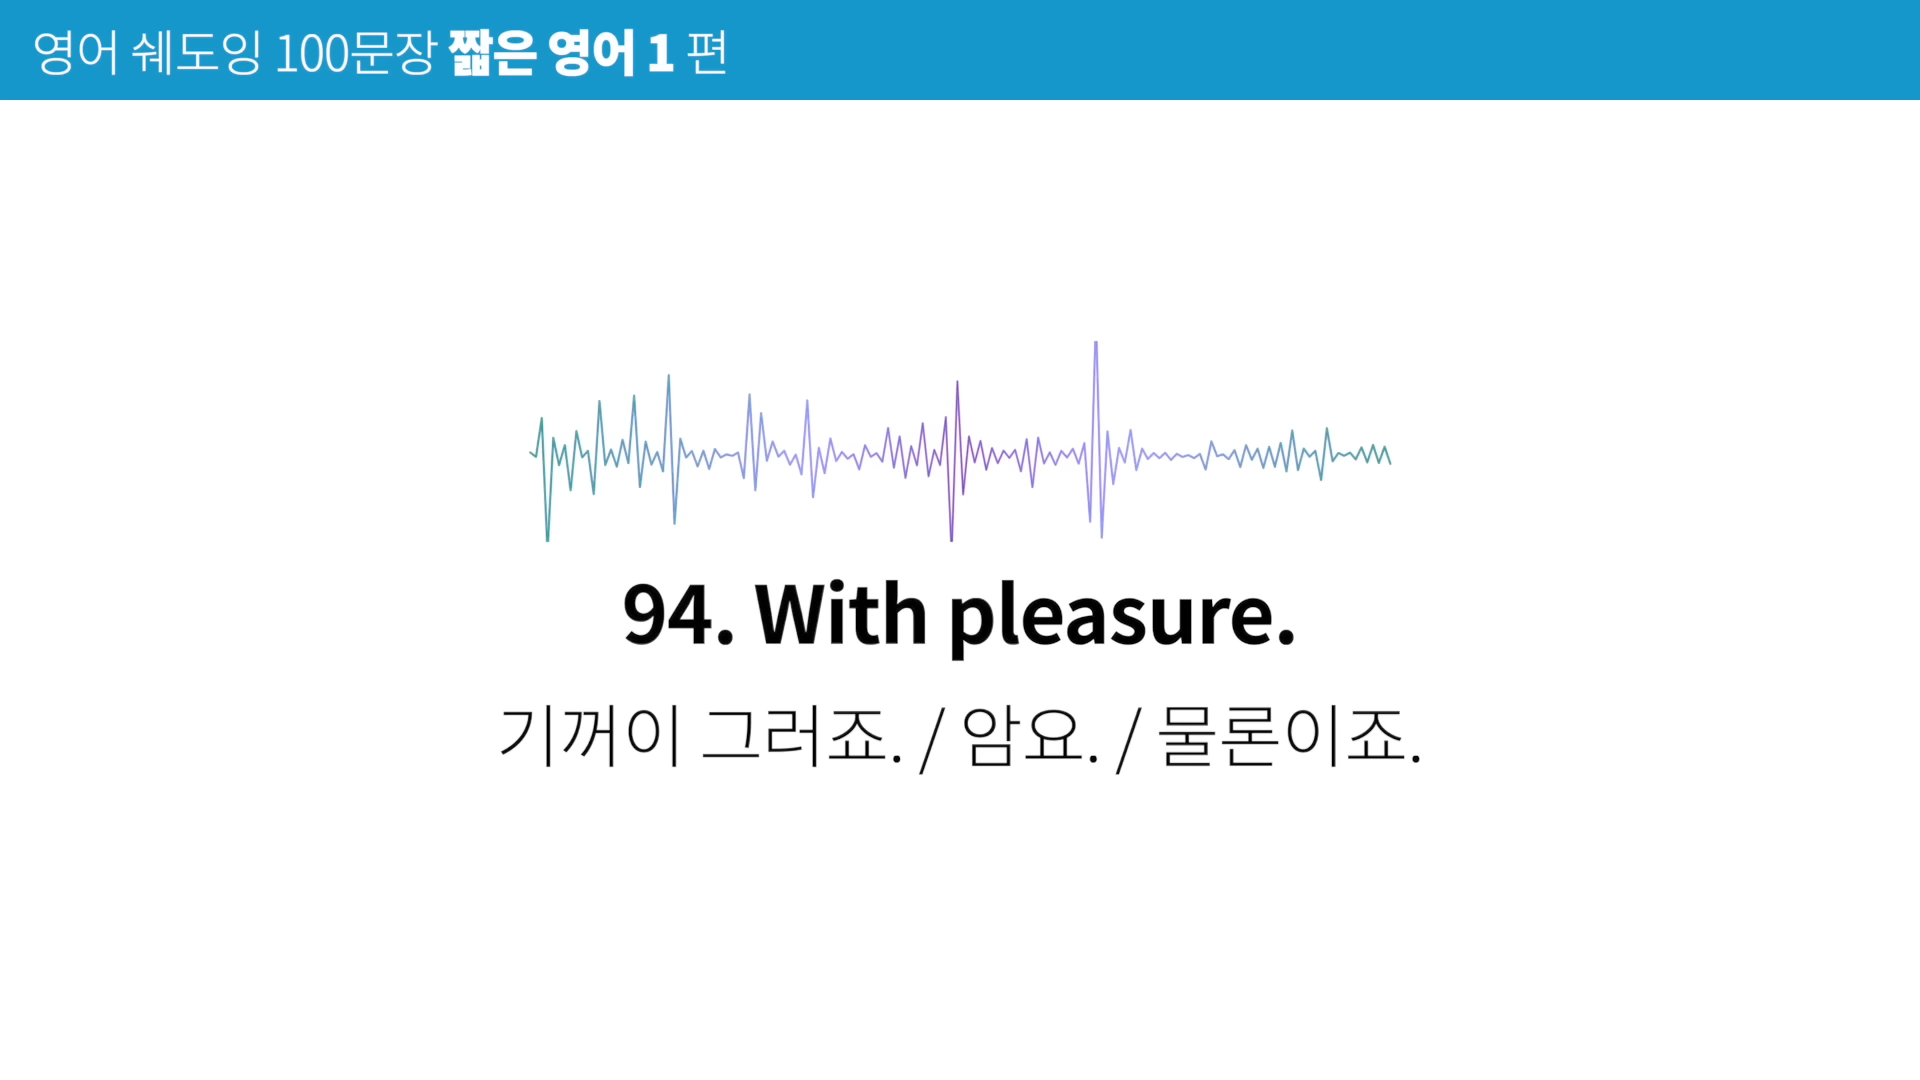 영어 쉐도잉 100문장 짧은 영어 1 편
94. With pleasure.
기꺼이 그러죠. / 암요. / 물론이죠.